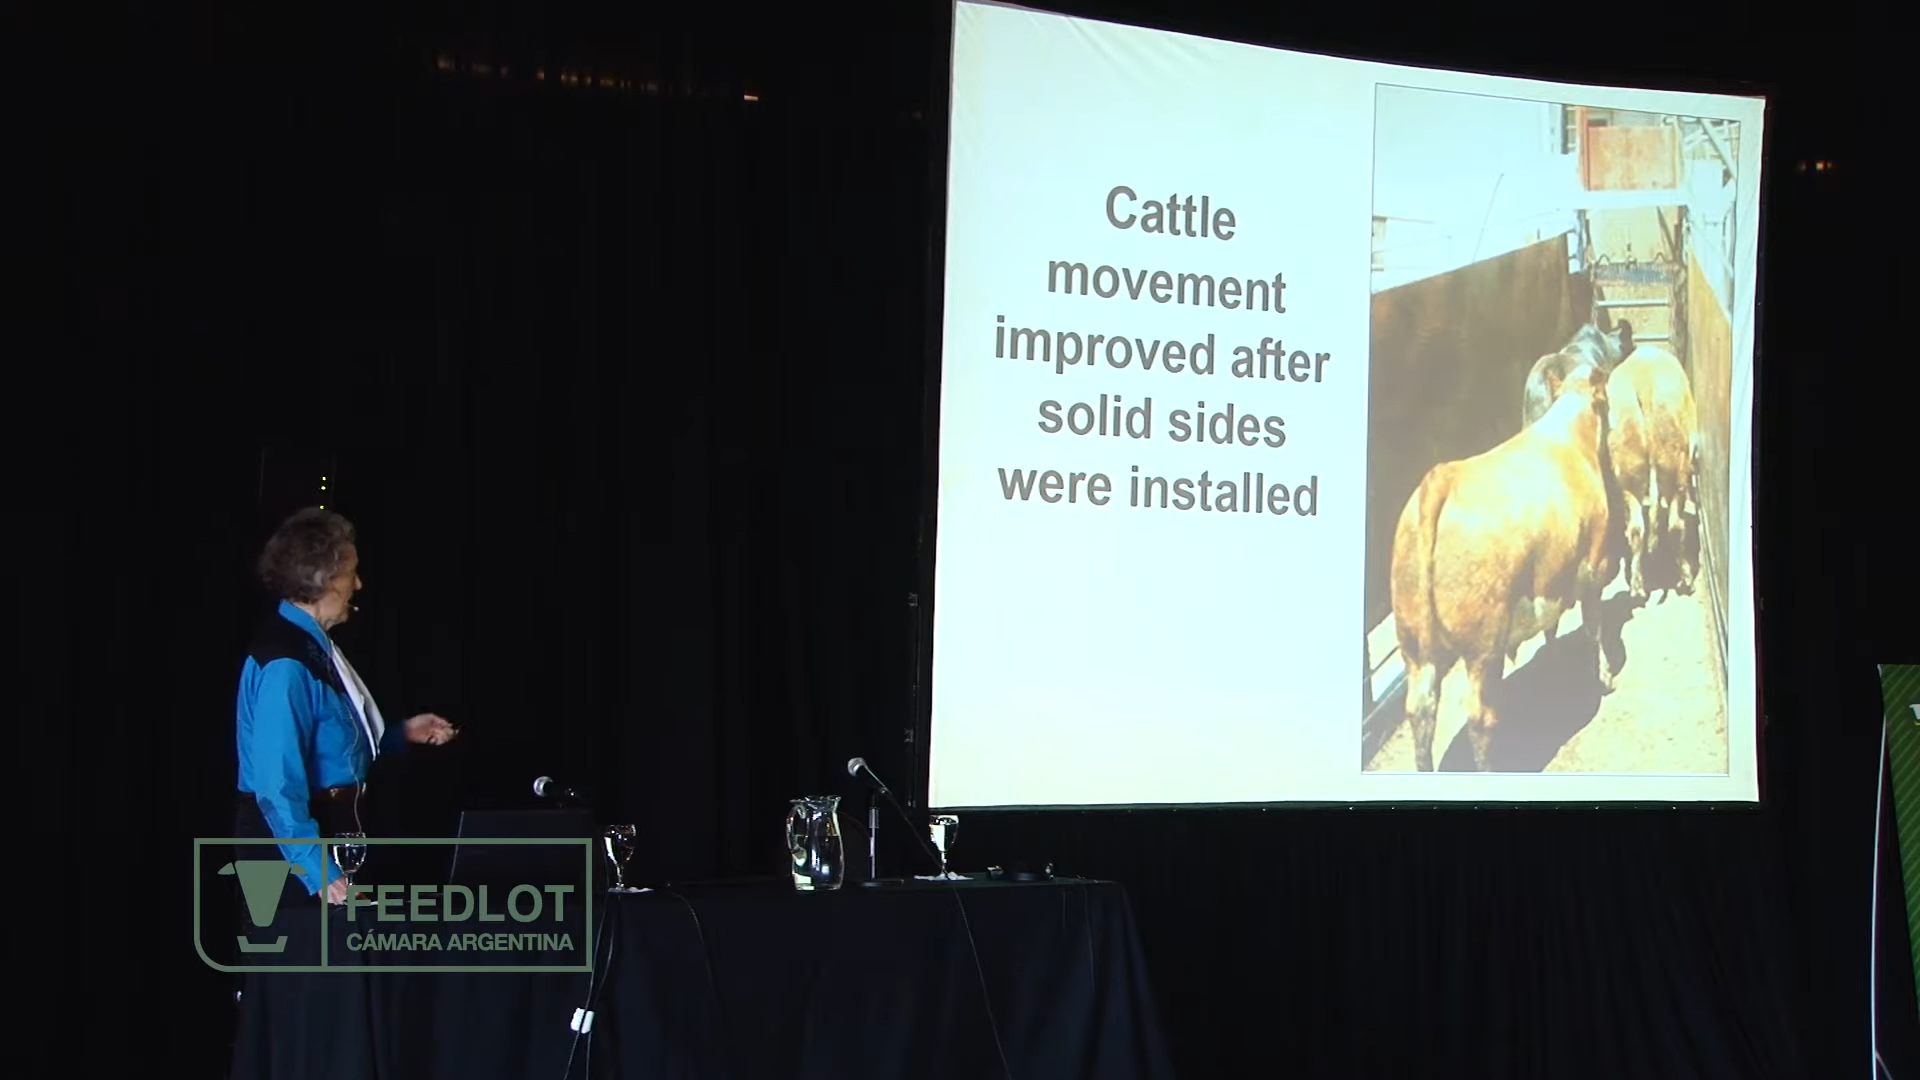 Cattle
movement
improved after
solid sides
were installed
FEEDLOT
CÁMARA ARGENTINA